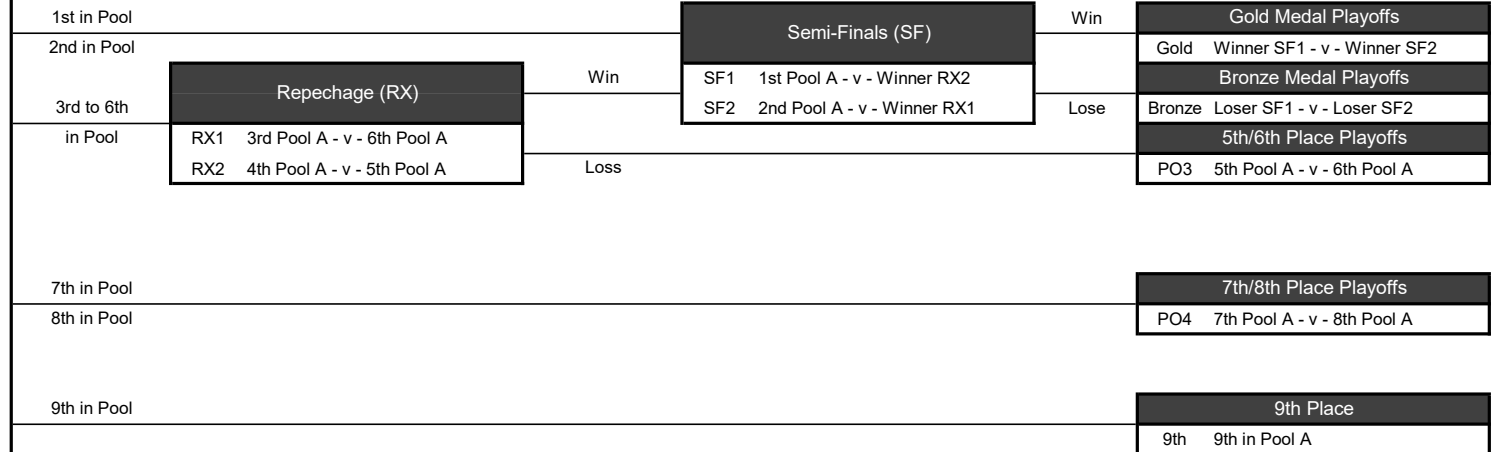 1st in Pool
2nd in Pool
3rd to 6th
in Pool
Repechage (RX)
RX1 3rd Pool A - v - 6th Pool A
RX2 4th Pool A - v - 5th Pool A
Win
Loss
Semi-Finals (SF)
SF1 1st Pool A - v - Winner RX2
SF2 2nd Pool A - v - Winner RX1
Win
Lose
Gold Medal Playoffs
Gold Winner SF1 - v - Winner SF2
Bronze Medal Playoffs
Bronze Loser SF1 - v - Loser SF2
5th/6th Place Playoffs
PO3 5th Pool A - v - 6th Pool A
7th in Pool
8th in Pool
7th/8th Place Playoffs
PO4 7th Pool A - v - 8th Pool A
9th in Pool
9th Place
9th 9th in Pool A